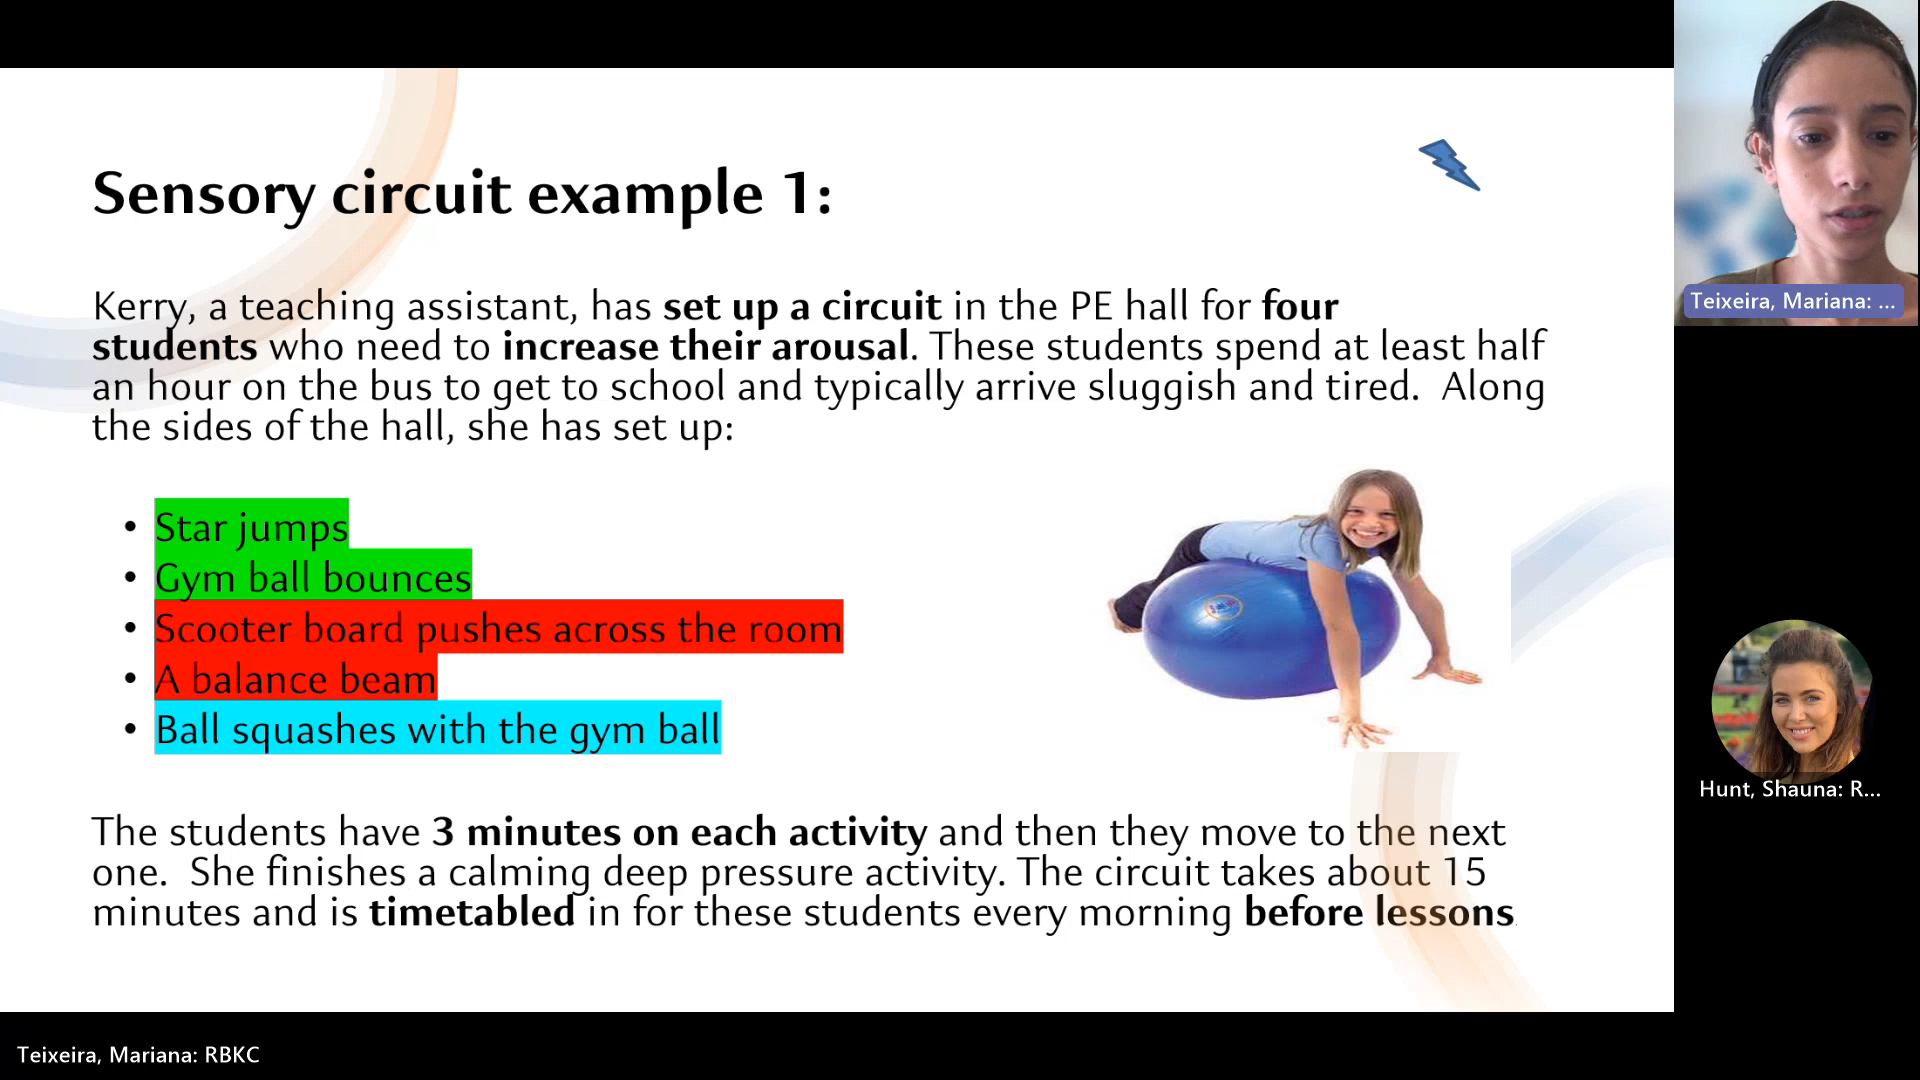 Sensory circuit example 1:
Kerry, a teaching assistant, has set up a circuit in the PE hall for four
students who need to increase their arousal. These students spend at least half
an hour on the bus to get to school and typically arrive sluggish and tired.  Along
the sides of the hall, she has set up:
• Star jumps
• Gym ball bounces
• Scooter board pushes across the room
• A balance beam
• Ball squashes with the gym ball
The students have 3 minutes on each activity and then they move to the next
one.  She finishes a calming deep pressure activity. The circuit takes about 15
minutes and is timetabled in for these students every morning before lessons.
Teixeira, Mariana: ...
Hunt, Shauna: R...
Teixeira, Mariana: RBKC